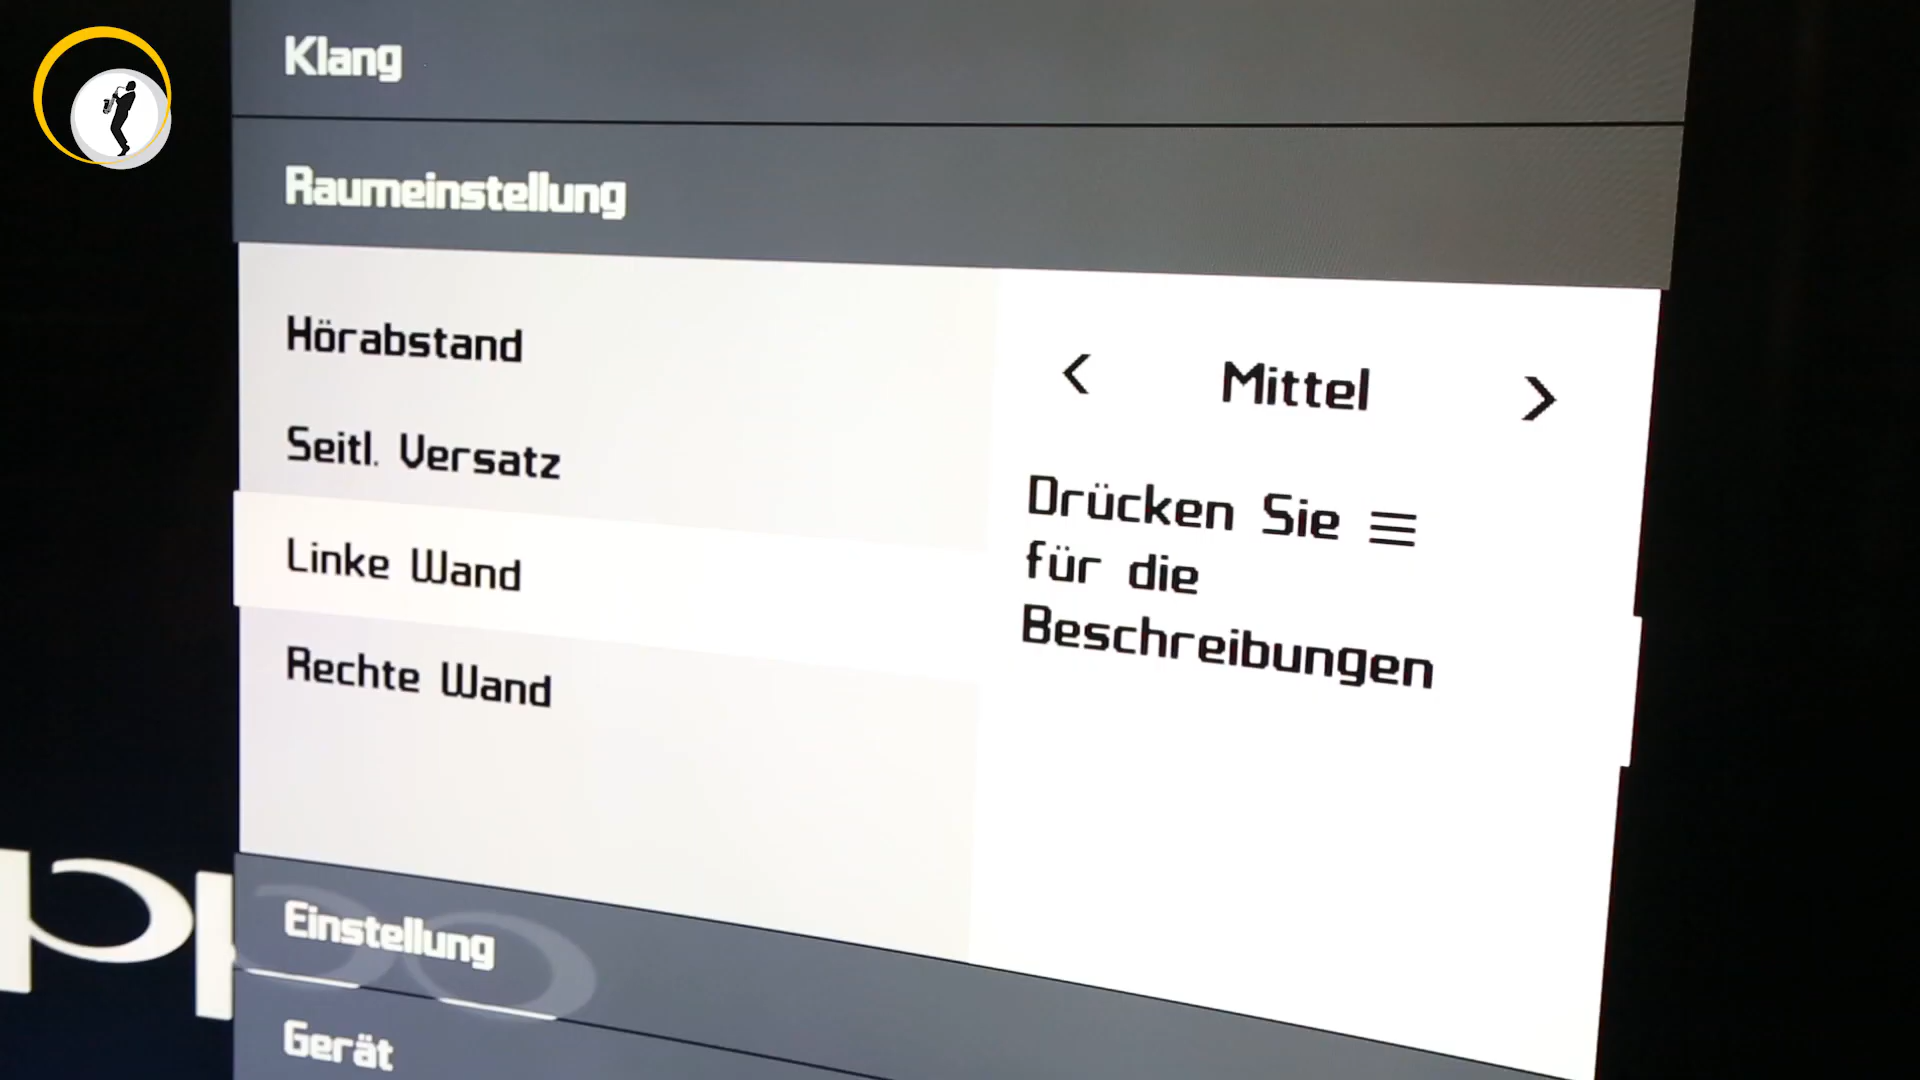 Klang
Raumeinstellung
Hörabstand
Seitl. Versatz
Linke Wand
Rechte Wand
< Mittel >
Drücken Sie ☰
für die
Beschreibungen
Einstellung
Gerät